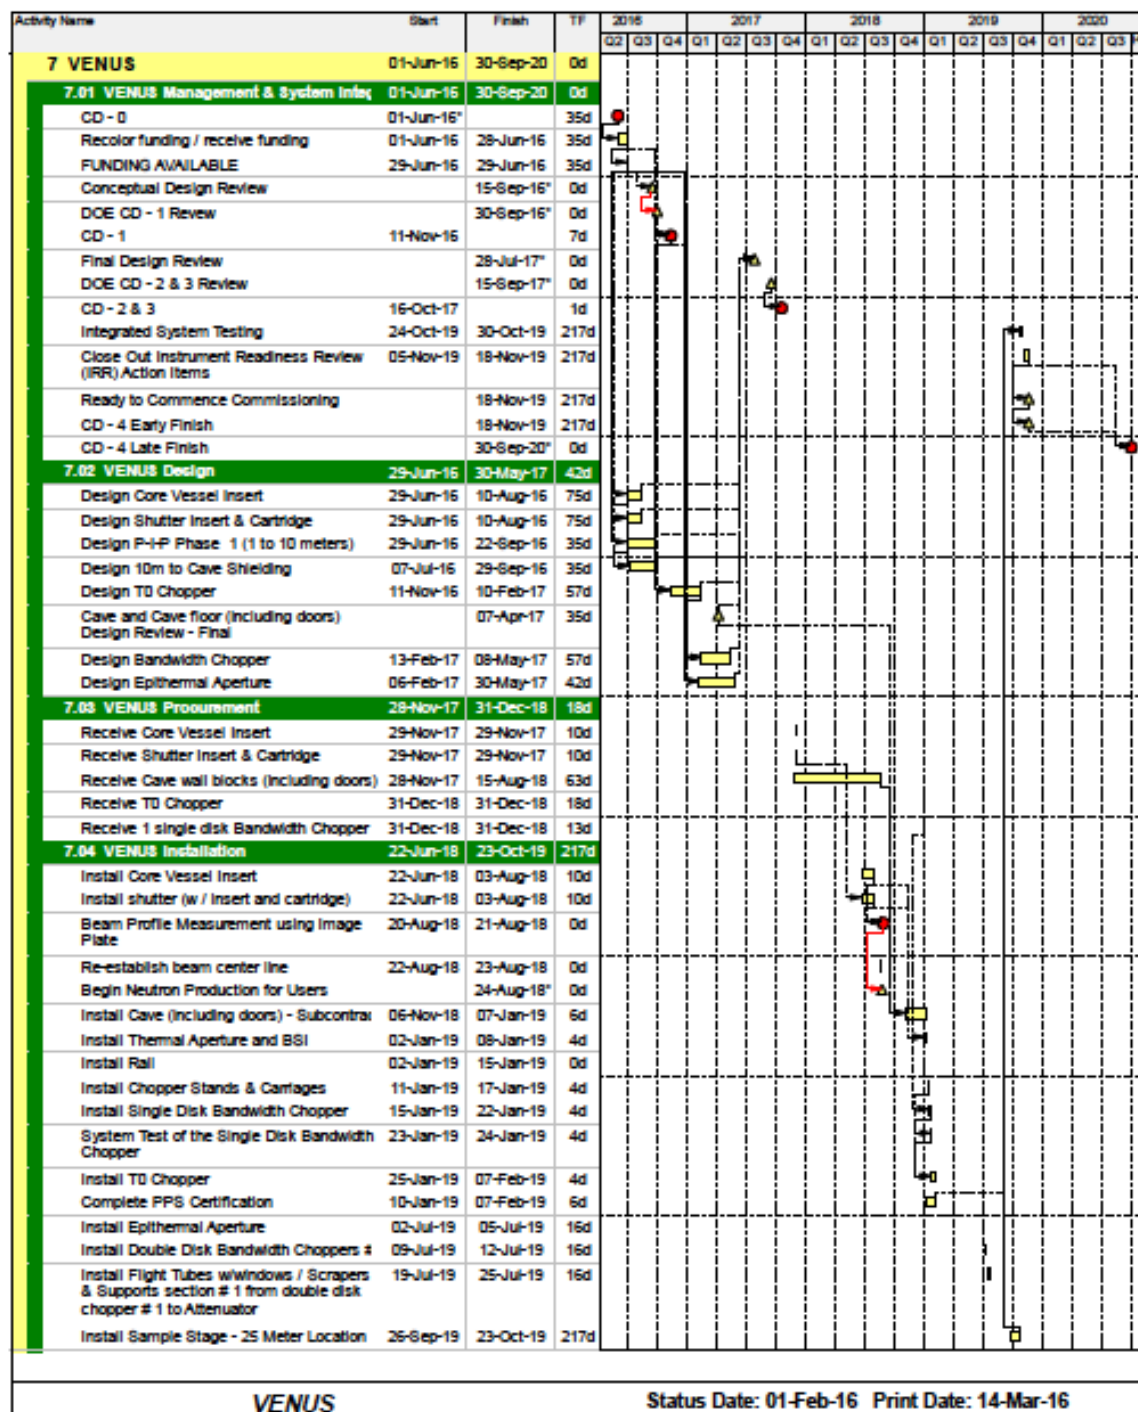 Activity Name Start Finish TF 2016 2017 2018 2019 2020
Q2 Q3 Q4 Q1 Q2 Q3 Q4 Q1 Q2 Q3 Q4 Q1 Q2 Q3 Q4 Q1 Q2 Q3
7 VENUS 01-Jun-16 30-Sep-20 0d
7.01 VENUS Management & System Integ 01-Jun-16 30-Sep-20 0d
CD - 0 01-Jun-16* 35d
Recolor funding / receive funding 01-Jun-16 28-Jun-16 35d
FUNDING AVAILABLE 29-Jun-16 29-Jun-16 35d
Conceptual Design Review 15-Sep-16* 0d
DOE CD - 1 Revew 30-Sep-16* 0d
CD - 1 11-Nov-16 7d
Final Design Review 28-Jul-17* 0d
DOE CD - 2 & 3 Review 15-Sep-17* 0d
CD - 2 & 3 16-Oct-17 1d
Integrated System Testing 24-Oct-19 30-Oct-19 217d
Close Out Instrument Readiness Review 05-Nov-19 18-Nov-19 217d
(IRR) Action Items
Ready to Commence Commissioning 18-Nov-19 217d
CD - 4 Early Finish 18-Nov-19 217d
CD - 4 Late Finish 30-Sep-20* 0d
7.02 VENUS Design 29-Jun-16 30-May-17 42d
Design Core Vessel Insert 29-Jun-16 10-Aug-16 75d
Design Shutter Insert & Cartridge 29-Jun-16 10-Aug-16 75d
Design P-I-P Phase 1 (1 to 10 meters) 29-Jun-16 22-Sep-16 35d
Design 10m to Cave Shielding 07-Jul-16 29-Sep-16 35d
Design T0 Chopper 11-Nov-16 10-Feb-17 57d
Cave and Cave floor (including doors) 07-Apr-17 35d
Design Review - Final
Design Bandwidth Chopper 13-Feb-17 08-May-17 57d
Design Epithermal Aperture 06-Feb-17 30-May-17 42d
7.03 VENUS Procurement 28-Nov-17 31-Dec-18 18d
Receive Core Vessel Insert 29-Nov-17 29-Nov-17 10d
Receive Shutter Insert & Cartridge 29-Nov-17 29-Nov-17 10d
Receive Cave wall blocks (including doors) 28-Nov-17 15-Aug-18 63d
Receive T0 Chopper 31-Dec-18 31-Dec-18 18d
Receive 1 single disk Bandwidth Chopper 31-Dec-18 31-Dec-18 13d
7.04 VENUS Installation 22-Jun-18 23-Oct-19 217d
Install Core Vessel Insert 22-Jun-18 03-Aug-18 10d
Install shutter (w / Insert and cartridge) 22-Jun-18 03-Aug-18 10d
Beam Profile Measurement using Image 20-Aug-18 21-Aug-18 0d
Plate
Re-establish beam center line 22-Aug-18 23-Aug-18 0d
Begin Neutron Production for Users 24-Aug-18* 0d
Install Cave (including doors) - Subcontrac 06-Nov-18 07-Jan-19 6d
Install Thermal Aperture and BSI 02-Jan-19 08-Jan-19 4d
Install Rail 02-Jan-19 15-Jan-19 0d
Install Chopper Stands & Carriages 11-Jan-19 17-Jan-19 4d
Install Single Disk Bandwidth Chopper 15-Jan-19 22-Jan-19 4d
System Test of the Single Disk Bandwidth 23-Jan-19 24-Jan-19 4d
Chopper
Install T0 Chopper 25-Jan-19 07-Feb-19 4d
Complete PPS Certification 10-Jan-19 07-Feb-19 6d
Install Epithermal Aperture 02-Jul-19 05-Jul-19 16d
Install Double Disk Bandwidth Choppers # 09-Jul-19 12-Jul-19 16d
Install Flight Tubes w/windows / Scrapers 19-Jul-19 25-Jul-19 16d
& Supports section # 1 from double disk
chopper # 1 to Attenuator
Install Sample Stage - 25 Meter Location 26-Sep-19 23-Oct-19 217d
VENUS Status Date: 01-Feb-16 Print Date: 14-Mar-16